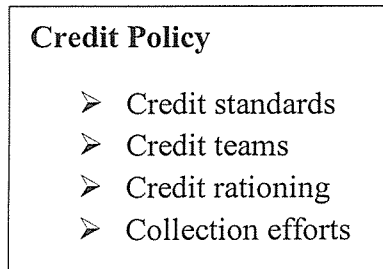 Credit Policy
➢ Credit standards
➢ Credit teams
➢ Credit rationing
➢ Collection efforts